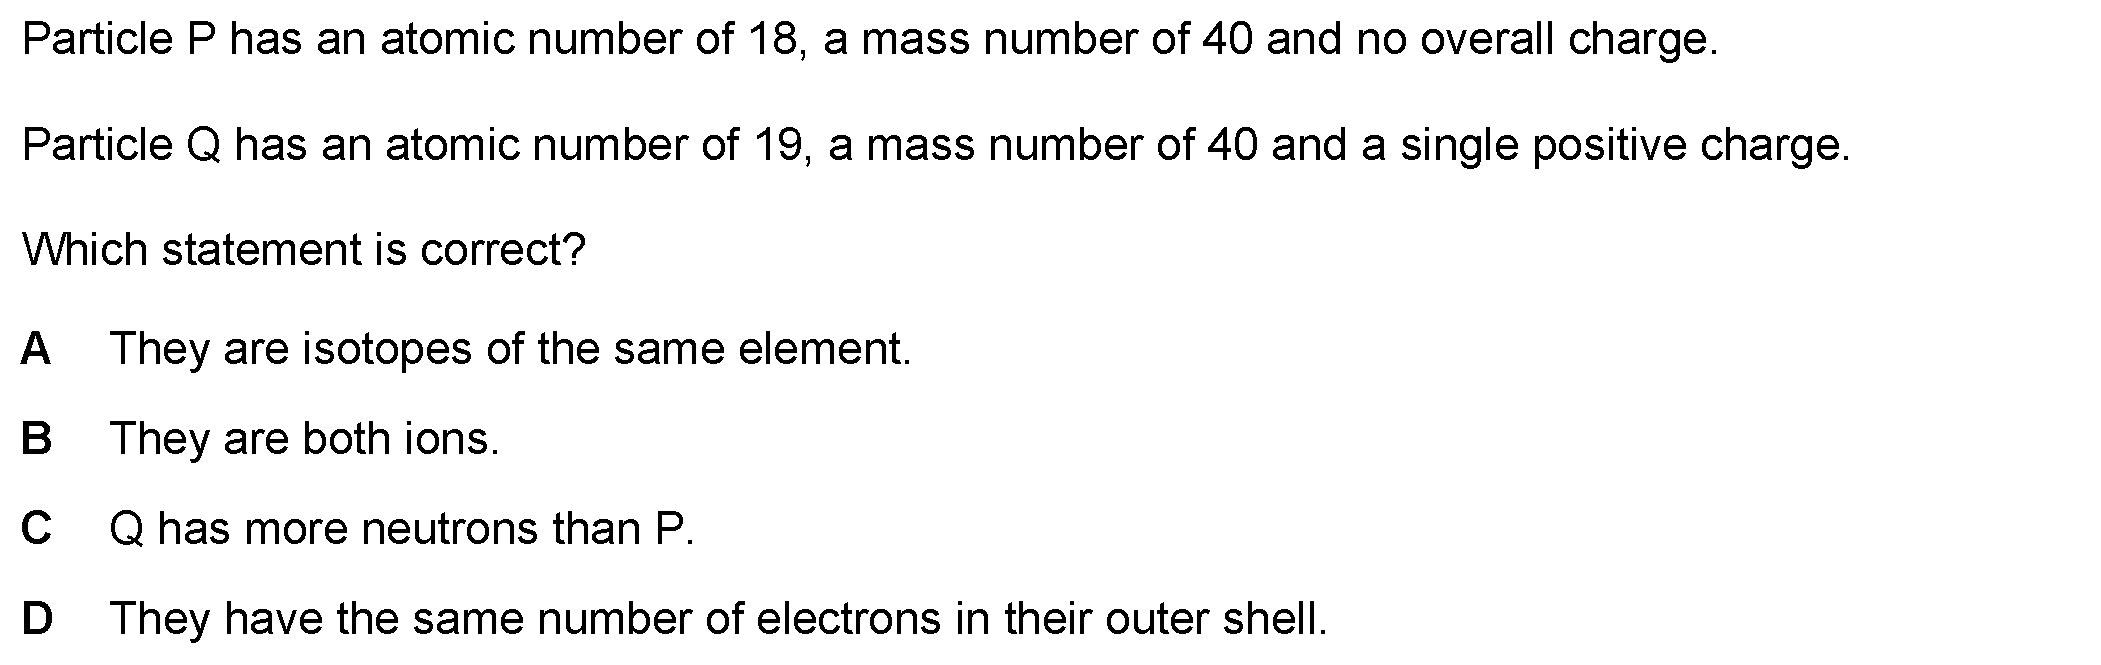 Particle P has an atomic number of 18, a mass number of 40 and no overall charge.
Particle Q has an atomic number of 19, a mass number of 40 and a single positive charge.
Which statement is correct?
A They are isotopes of the same element.
B They are both ions.
C Q has more neutrons than P.
D They have the same number of electrons in their outer shell.